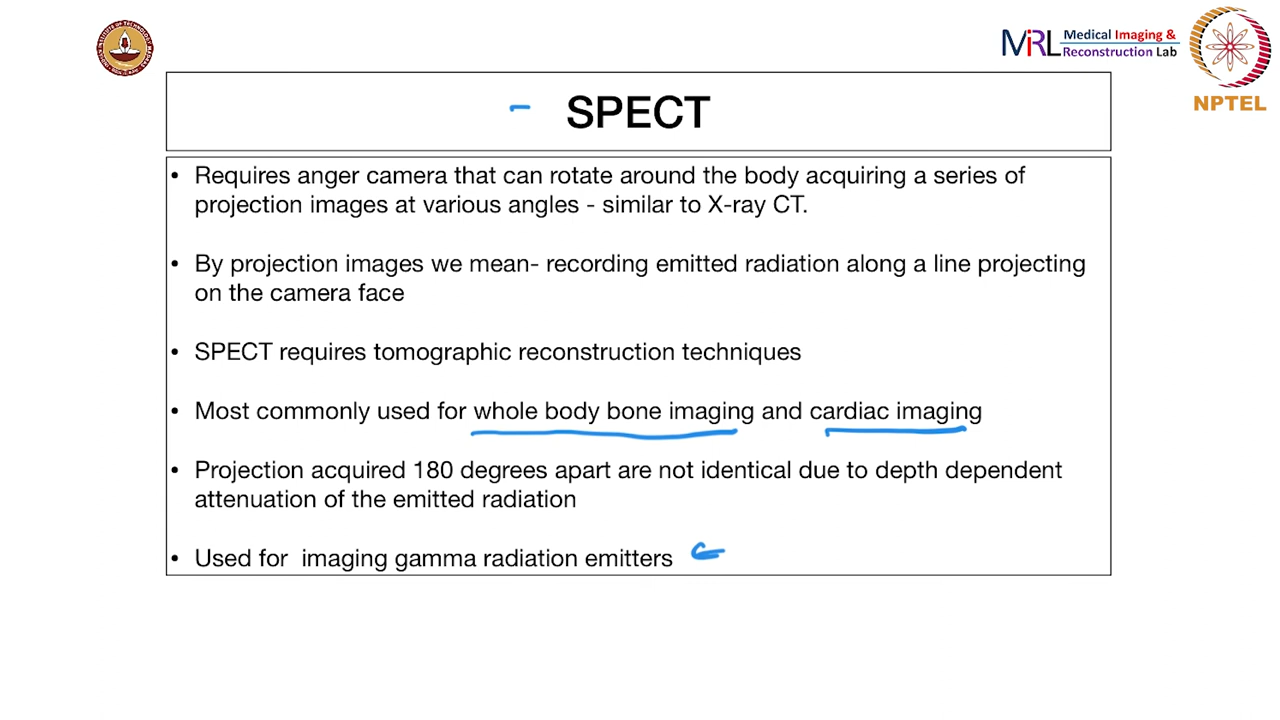 MIRL Medical Imaging &
Reconstruction Lab
NPTEL
SPECT
• Requires anger camera that can rotate around the body acquiring a series of
projection images at various angles - similar to X-ray CT.
• By projection images we mean- recording emitted radiation along a line projecting
on the camera face
• SPECT requires tomographic reconstruction techniques
• Most commonly used for whole body bone imaging and cardiac imaging
• Projection acquired 180 degrees apart are not identical due to depth dependent
attenuation of the emitted radiation
• Used for imaging gamma radiation emitters